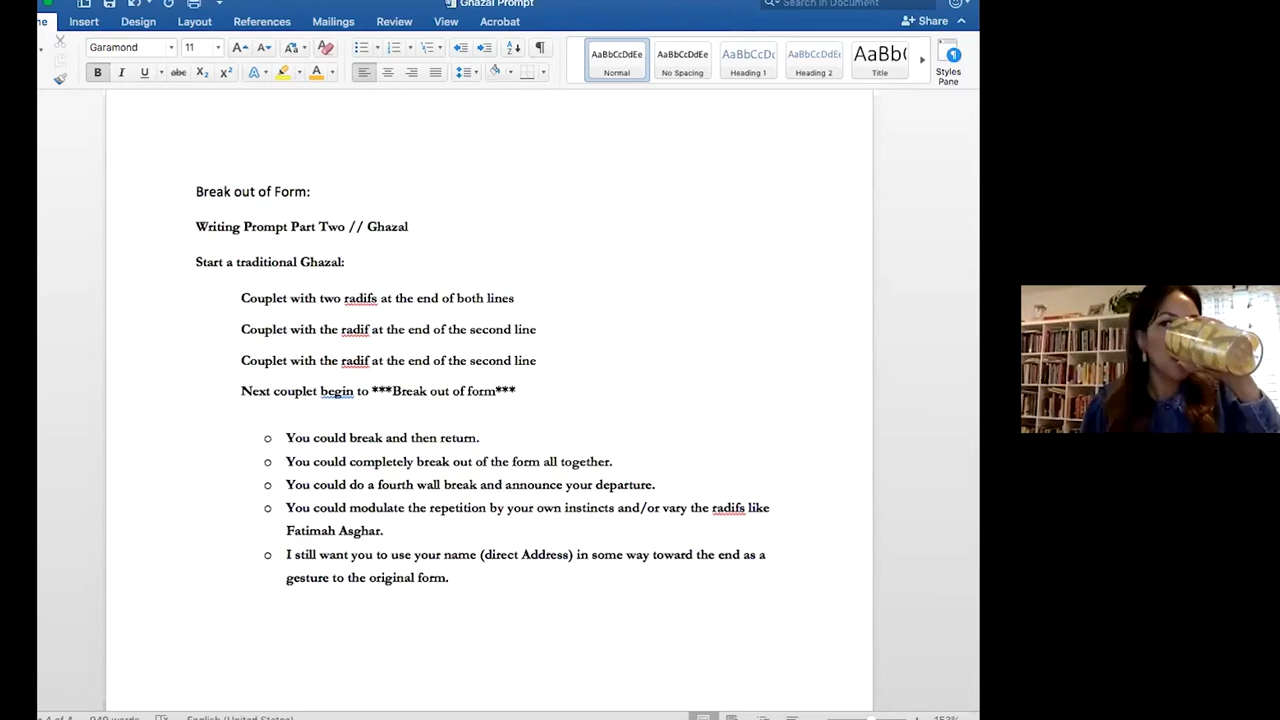 Ghazal Prompt
Search in Document
Insert Design Layout References Mailings Review View Acrobat
Share
Garamond 11
B I U abc X₂ X²
AaBbCcDdEe AaBbCcDdEe
Normal No Spacing Heading 1 Heading 2 Title
Styles
Pane
Break out of Form:
Writing Prompt Part Two // Ghazal
Start a traditional Ghazal:
Couplet with two radifs at the end of both lines
Couplet with the radif at the end of the second line
Couplet with the radif at the end of the second line
Next couplet begin to ***Break out of form***
o You could break and then return.
o You could completely break out of the form all together.
o You could do a fourth wall break and announce your departure.
o You could modulate the repetition by your own instincts and/or vary the radifs like
Fatimah Asghar.
o I still want you to use your name (direct Address) in some way toward the end as a
gesture to the original form.
English (United States)